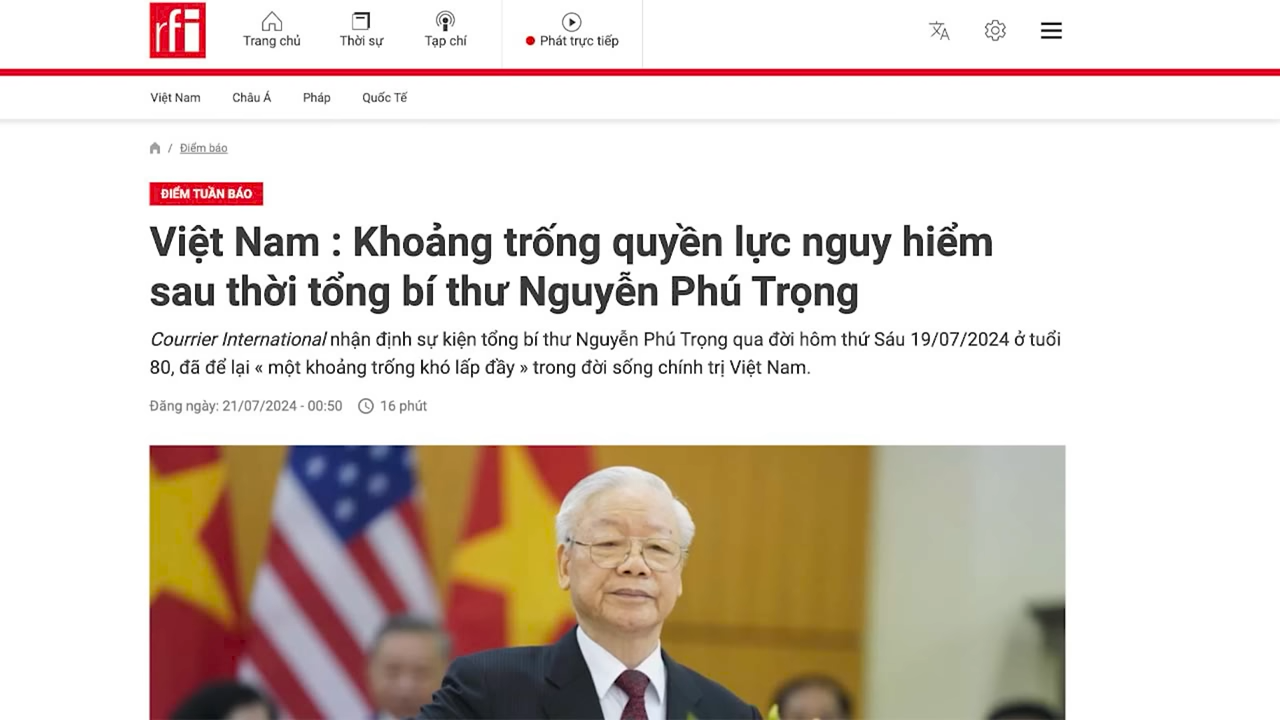 rfi
Trang chủ
Thời sự
Tạp chí
Phát trực tiếp
Việt Nam
Châu Á
Pháp
Quốc Tế
/ Điểm báo
ĐIỂM TUẦN BÁO
Việt Nam : Khoảng trống quyền lực nguy hiểm
sau thời tổng bí thư Nguyễn Phú Trọng
Courrier International nhận định sự kiện tổng bí thư Nguyễn Phú Trọng qua đời hôm thứ Sáu 19/07/2024 ở tuổi
80, đã để lại « một khoảng trống khó lấp đầy » trong đời sống chính trị Việt Nam.
Đăng ngày: 21/07/2024 - 00:50 16 phút